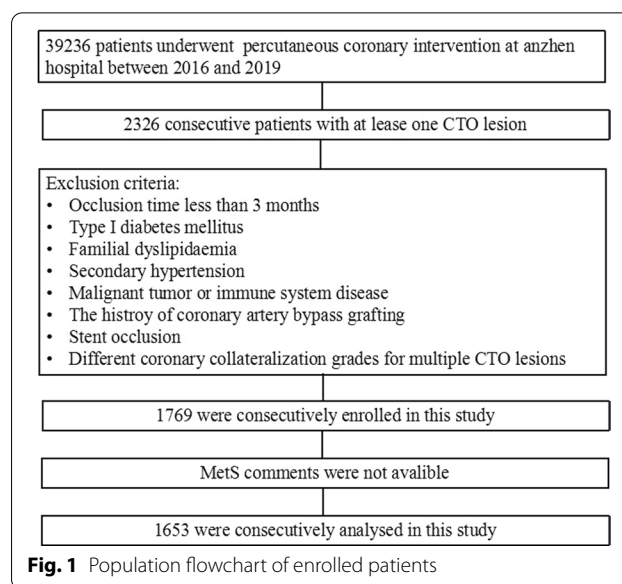 39236 patients underwent percutaneous coronary intervention at anzhen
hospital between 2016 and 2019
2326 consecutive patients with at lease one CTO lesion
Exclusion criteria:
• Occlusion time less than 3 months
• Type I diabetes mellitus
• Familial dyslipidaemia
• Secondary hypertension
• Malignant tumor or immune system disease
• The histroy of coronary artery bypass grafting
• Stent occlusion
• Different coronary collateralization grades for multiple CTO lesions
1769 were consecutively enrolled in this study
MetS comments were not avalible
1653 were consecutively analysed in this study
Fig. 1 Population flowchart of enrolled patients